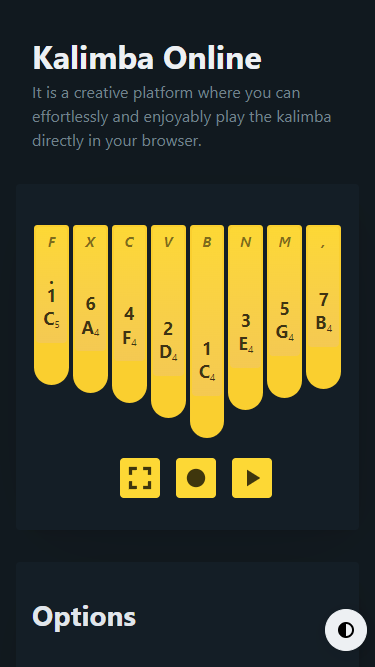 Kalimba Online
It is a creative platform where you can
effortlessly and enjoyably play the kalimba
directly in your browser.
F X C V B N M ,
1̇ 6 4 2 1 3 5 7
C5 A4 F4 D4 C4 E4 G4 B4
Options